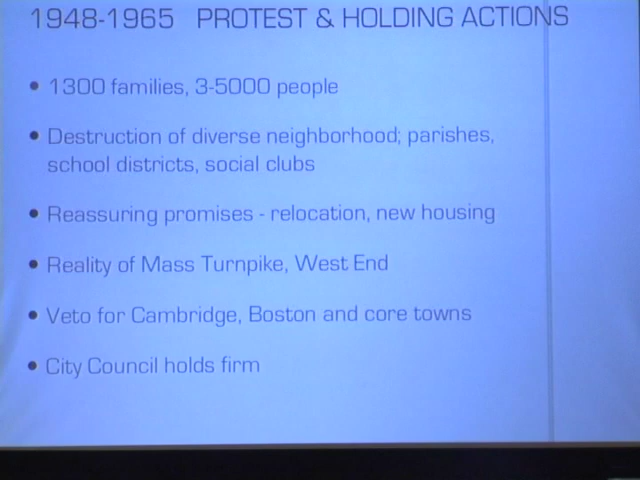 1948-1965 PROTEST & HOLDING ACTIONS
• 1300 families, 3-5000 people
• Destruction of diverse neighborhood; parishes,
school districts, social clubs
• Reassuring promises - relocation, new housing
• Reality of Mass Turnpike, West End
• Veto for Cambridge, Boston and core towns
• City Council holds firm